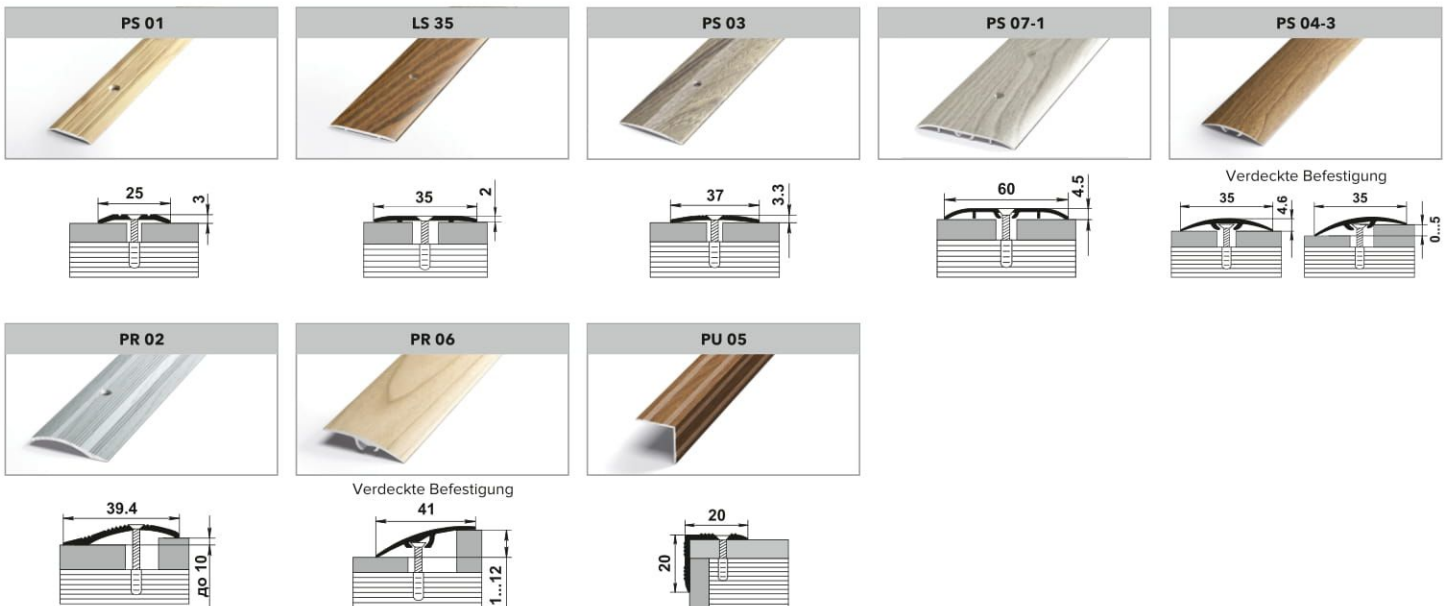 PS 01
LS 35
PS 03
PS 07-1
PS 04-3
Verdeckte Befestigung
25
3
35
2
37
3.3
60
4.5
35
4.6
35
0...5
PR 02
PR 06
PU 05
Verdeckte Befestigung
39.4
до 10
41
1...12
20
20